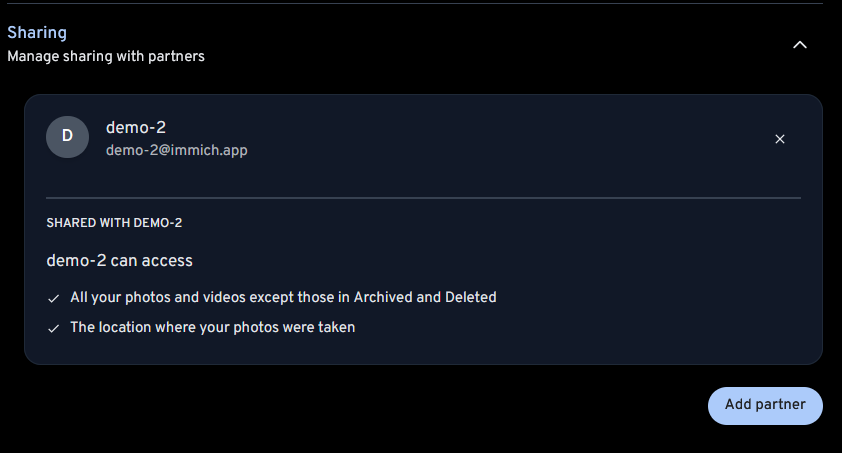 Sharing
Manage sharing with partners
D
demo-2
demo-2@immich.app
SHARED WITH DEMO-2
demo-2 can access
All your photos and videos except those in Archived and Deleted
The location where your photos were taken
Add partner